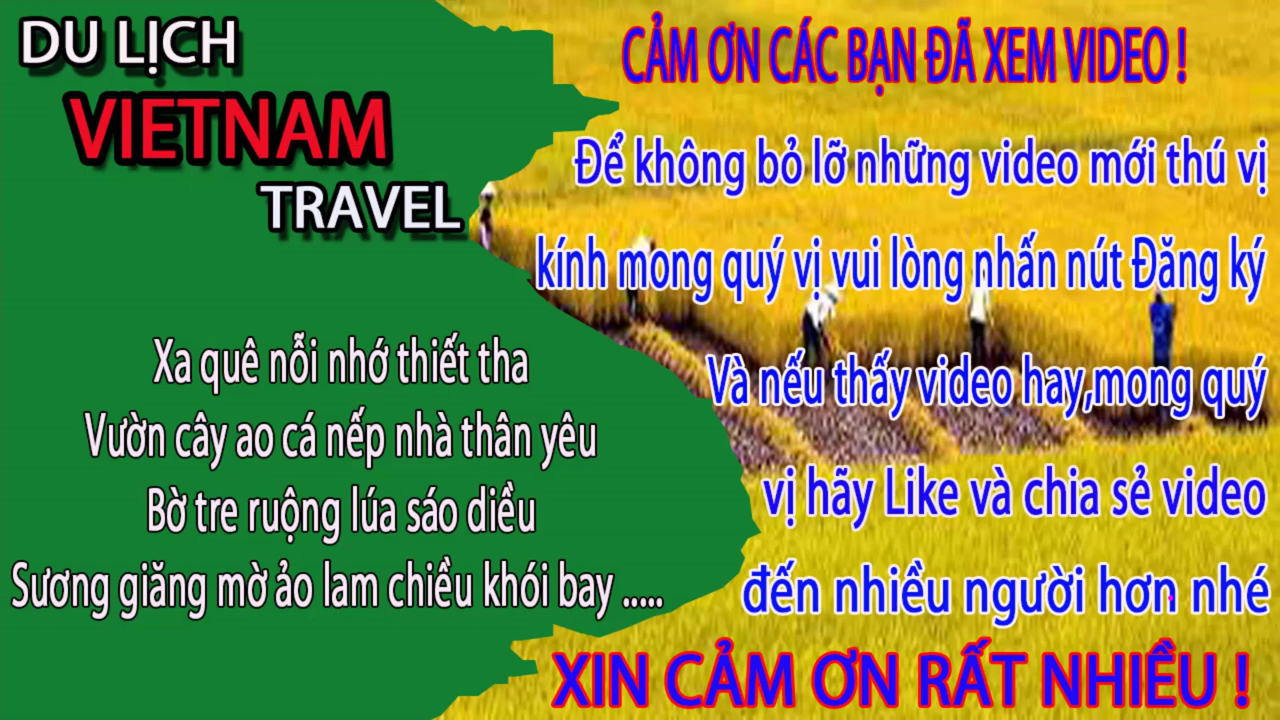 DU LỊCH
VIETNAM
TRAVEL
Xa quê nỗi nhớ thiết tha
Vườn cây ao cá nếp nhà thân yêu
Bờ tre ruộng lúa sáo diều
Sương giăng mờ ảo lam chiều khói bay .....
CẢM ƠN CÁC BẠN ĐÃ XEM VIDEO !
Để không bỏ lỡ những video mới thú vị
kính mong quý vị vui lòng nhấn nút Đăng ký
Và nếu thấy video hay,mong quý
vị hãy Like và chia sẻ video
đến nhiều người hơn nhé
XIN CẢM ƠN RẤT NHIỀU !